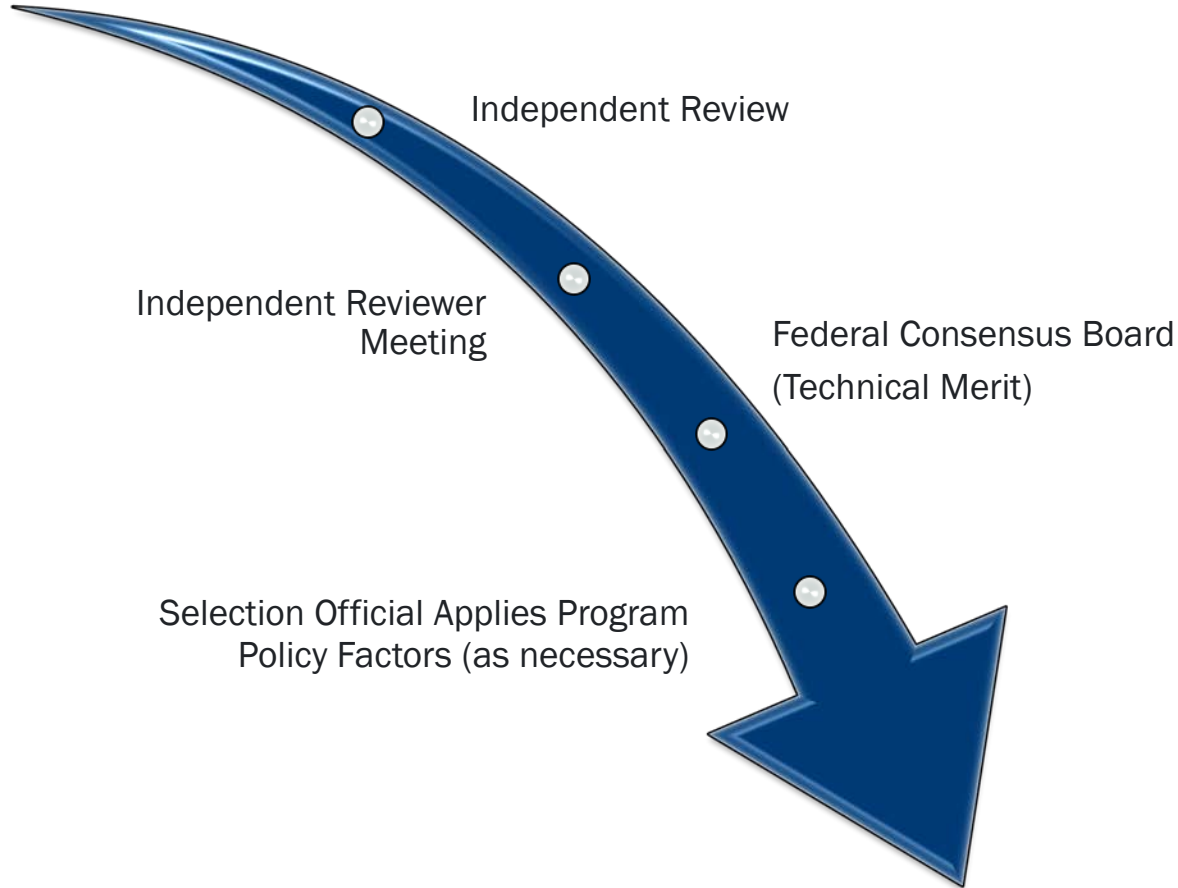 Independent Review
Independent Reviewer
Meeting
Federal Consensus Board
(Technical Merit)
Selection Official Applies Program
Policy Factors (as necessary)